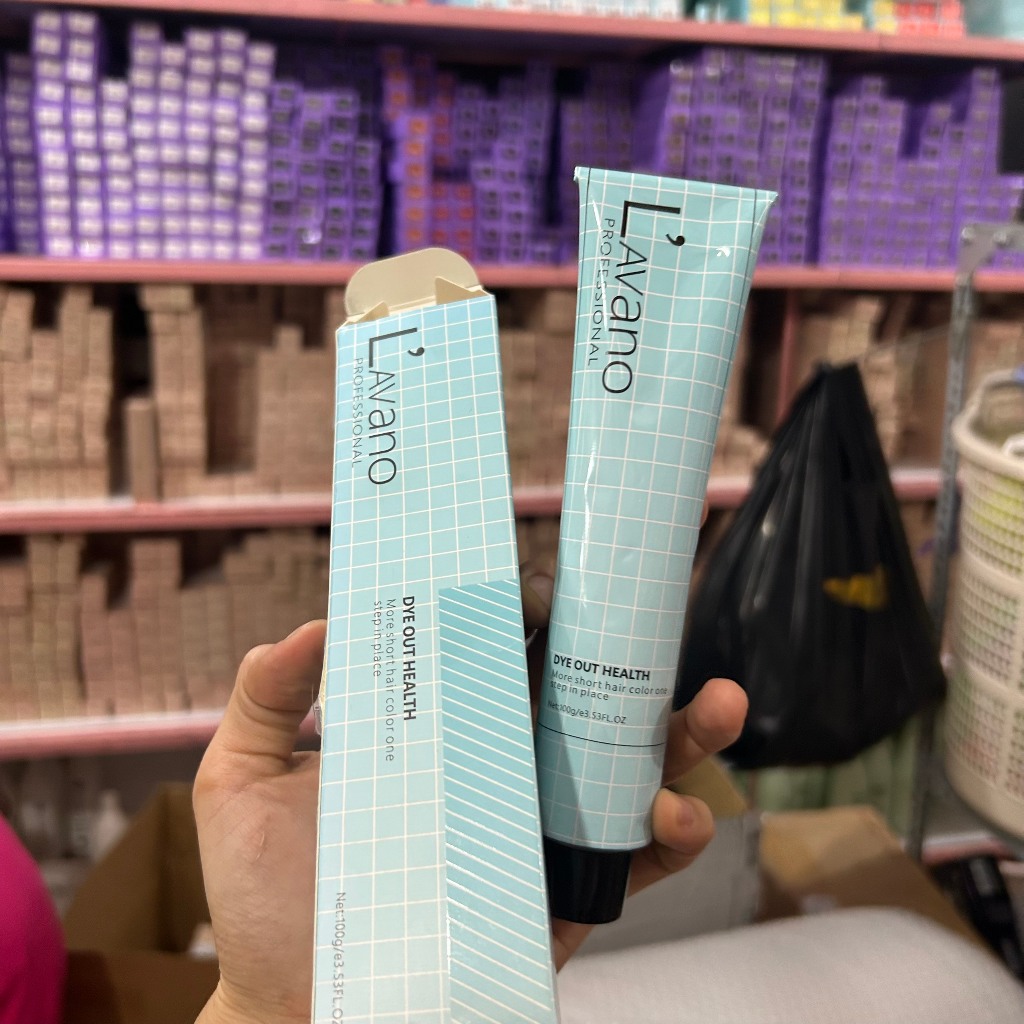 L'Avano
PROFESSIONAL
DYE OUT HEALTH
More short hair color one
step in place
Net:100g/e3.53FL.OZ
L'Avano
PROFESSIONAL
DYE OUT HEALTH
More short hair color one
step in place
Net:100g/e3.53FL.OZ